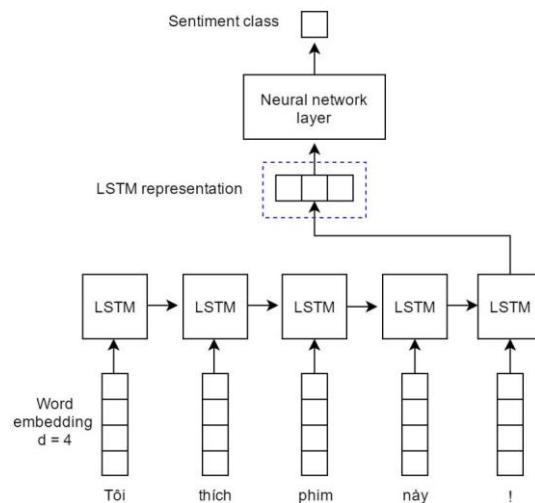 Sentiment class
Neural network
layer
LSTM representation
LSTM LSTM LSTM LSTM LSTM
Word
embedding
d = 4
Tôi thích phim này !